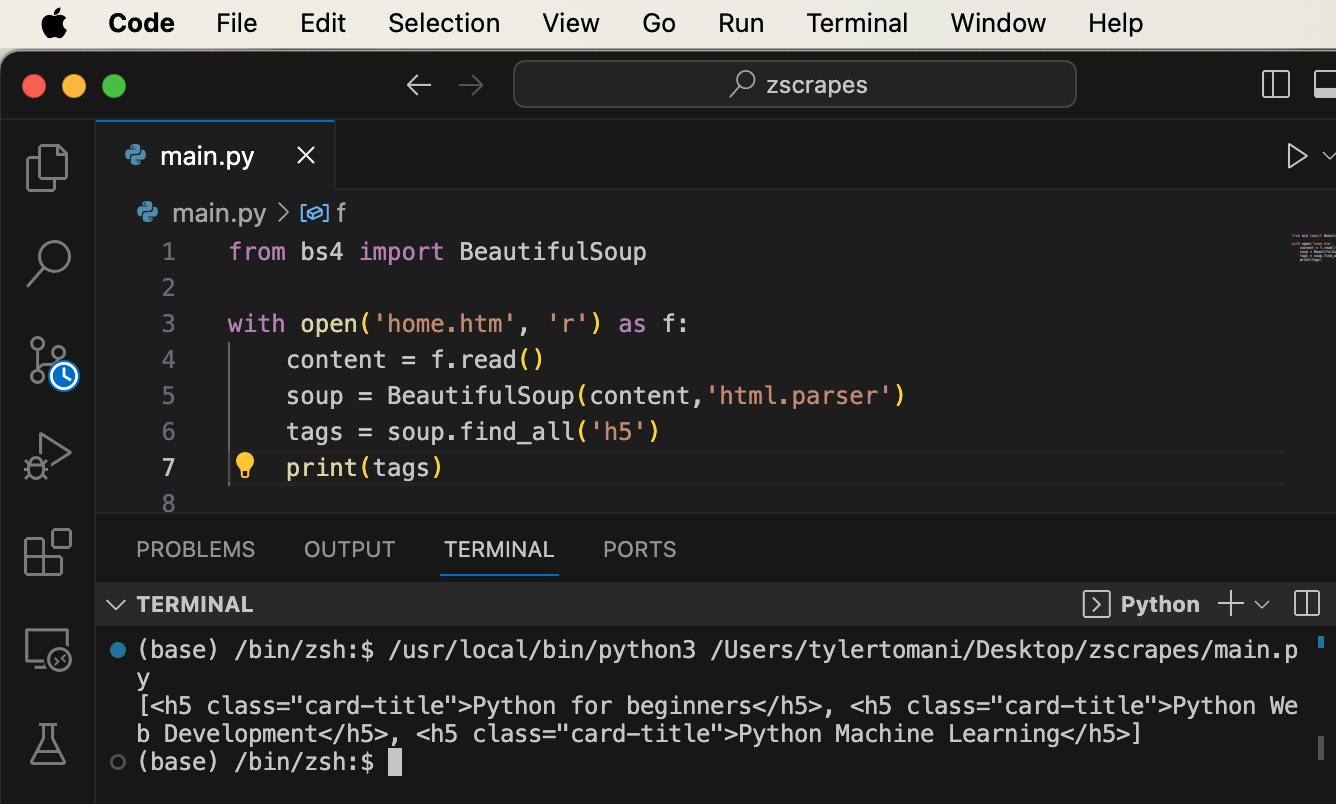 Code File Edit Selection View Go Run Terminal Window Help
zscrapes
main.py
main.py > f
1 from bs4 import BeautifulSoup
2
3 with open('home.htm', 'r') as f:
4     content = f.read()
5     soup = BeautifulSoup(content,'html.parser')
6     tags = soup.find_all('h5')
7     print(tags)
8
PROBLEMS OUTPUT TERMINAL PORTS
TERMINAL Python
(base) /bin/zsh:$ /usr/local/bin/python3 /Users/tylertomani/Desktop/zscrapes/main.p
y
[<h5 class="card-title">Python for beginners</h5>, <h5 class="card-title">Python We
b Development</h5>, <h5 class="card-title">Python Machine Learning</h5>]
(base) /bin/zsh:$